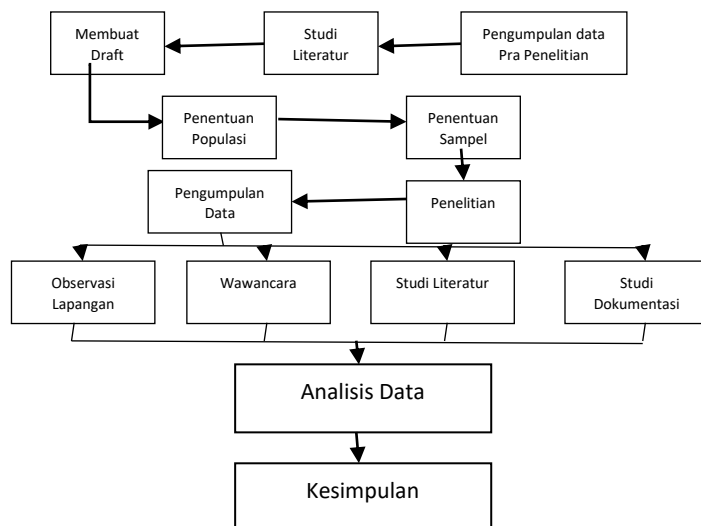 Membuat
Draft
Studi
Literatur
Pengumpulan data
Pra Penelitian
Penentuan
Populasi
Penentuan
Sampel
Pengumpulan
Data
Penelitian
Observasi
Lapangan
Wawancara
Studi Literatur
Studi
Dokumentasi
Analisis Data
Kesimpulan